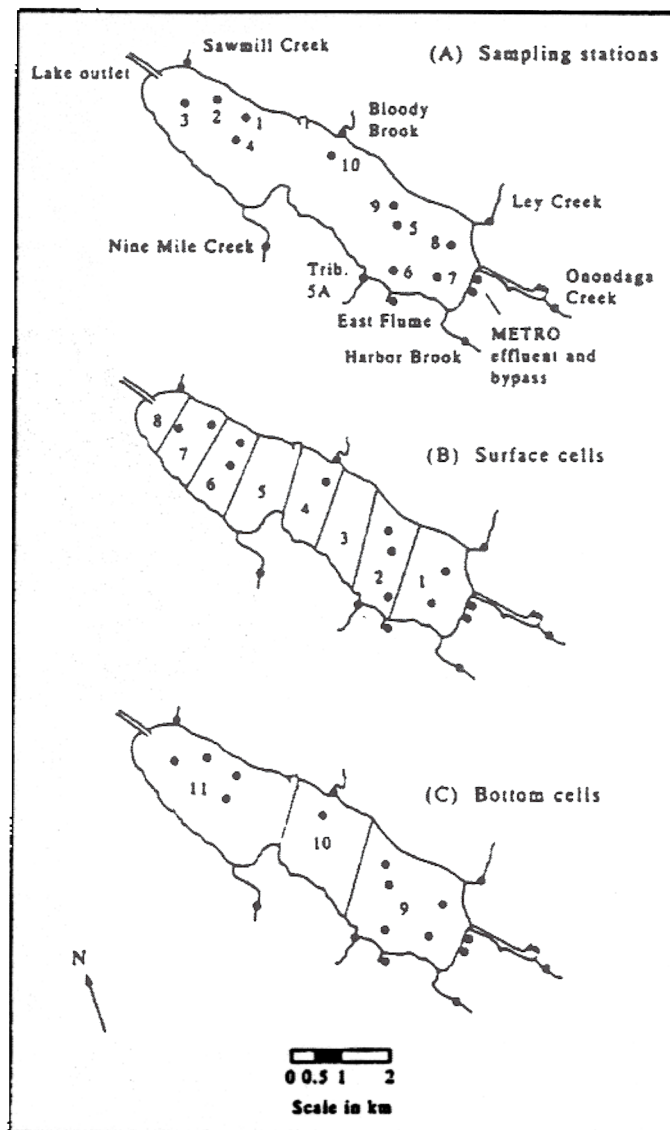 Sawmill Creek
(A) Sampling stations
Lake outlet
Bloody
Brook
3
2
1
4
10
9
5
Ley Creek
8
Nine Mile Creek
Trib.
5A
6
7
Onondaga
Creek
East Flume
METRO
effluent and
bypass
Harbor Brook
(B) Surface cells
8
7
6
5
4
3
2
1
(C) Bottom cells
11
10
9
N
0 0.5 1 2
Scale in km